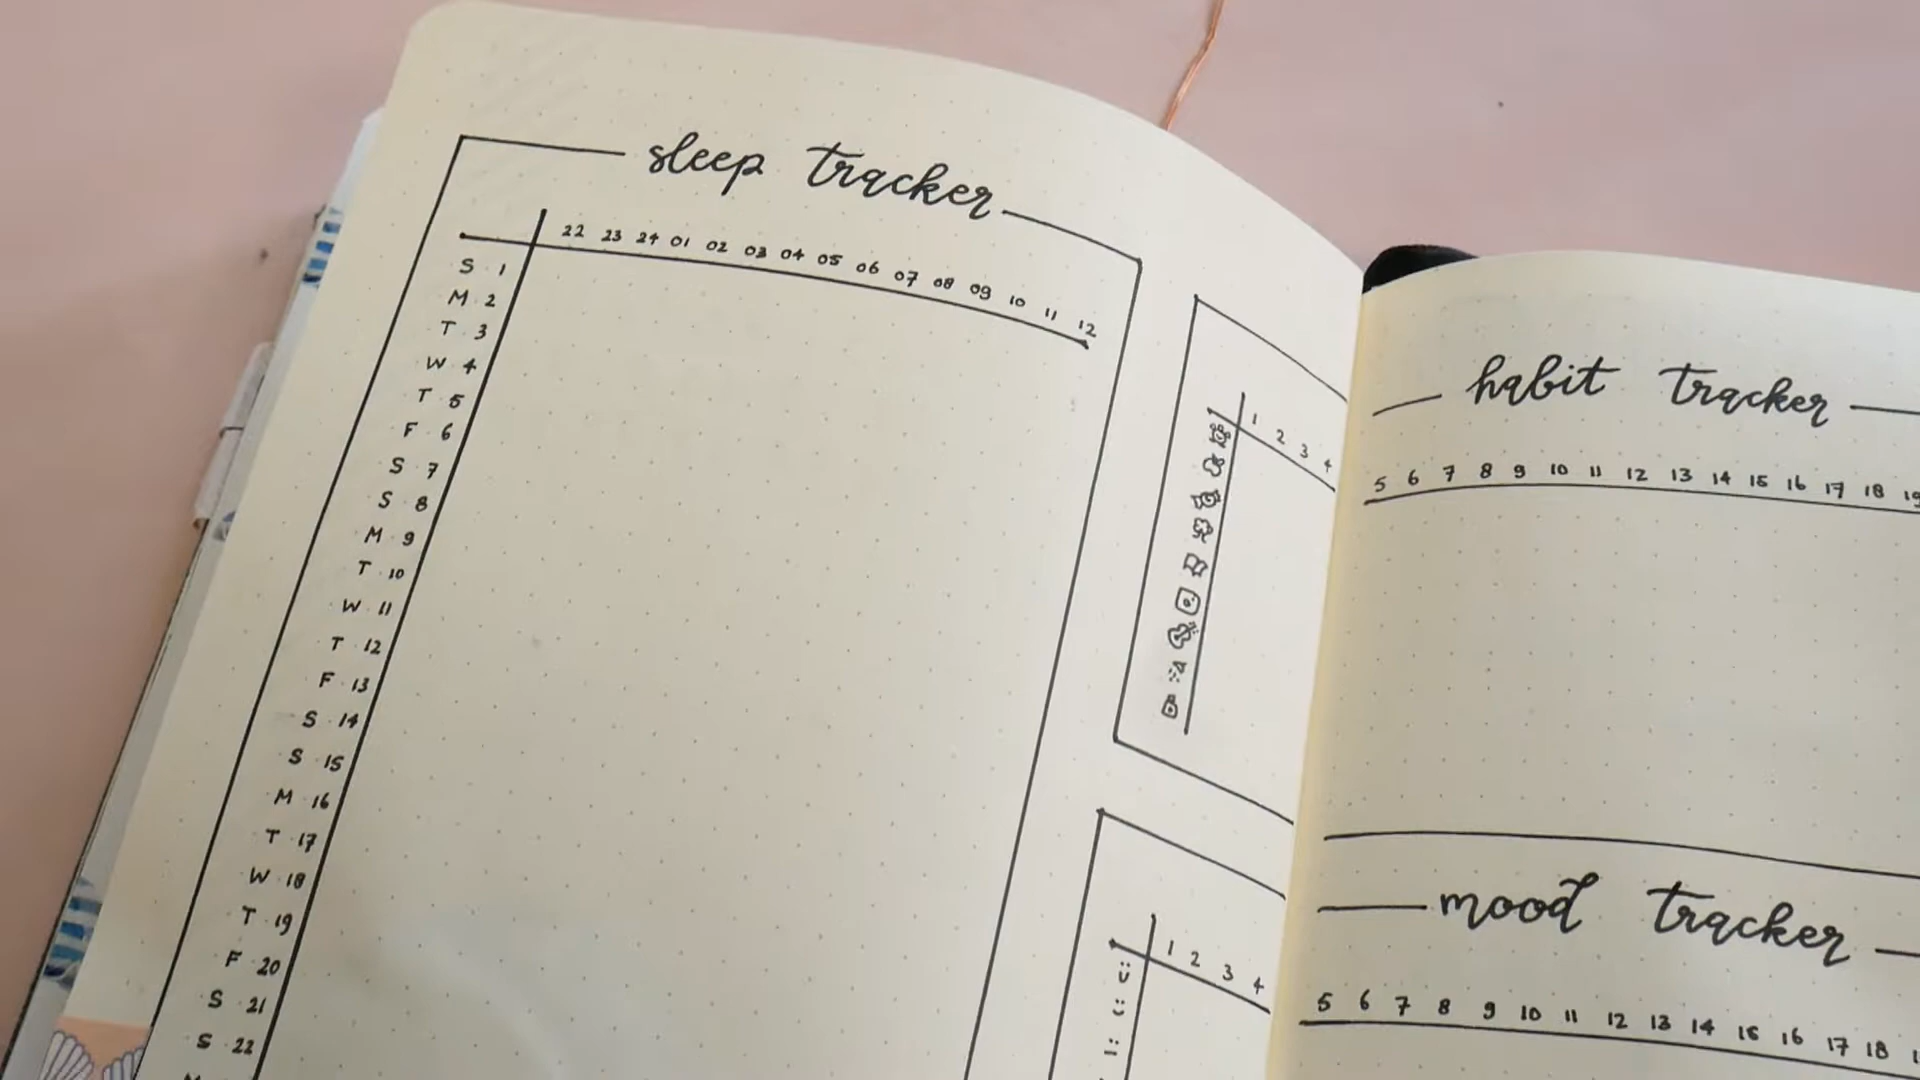 sleep tracker
22 23 24 01 02 03 04 05 06 07 08 09 10 11 12
S 1
M 2
T 3
W 4
T 5
F 6
S 7
S 8
M 9
T 10
W 11
T 12
F 13
S 14
S 15
M 16
T 17
W 18
T 19
F 20
S 21
S 22
M
habit tracker
1 2 3 4 5 6 7 8 9 10 11 12 13 14 15 16 17 18 19
mood tracker
1 2 3 4 5 6 7 8 9 10 11 12 13 14 15 16 17 18